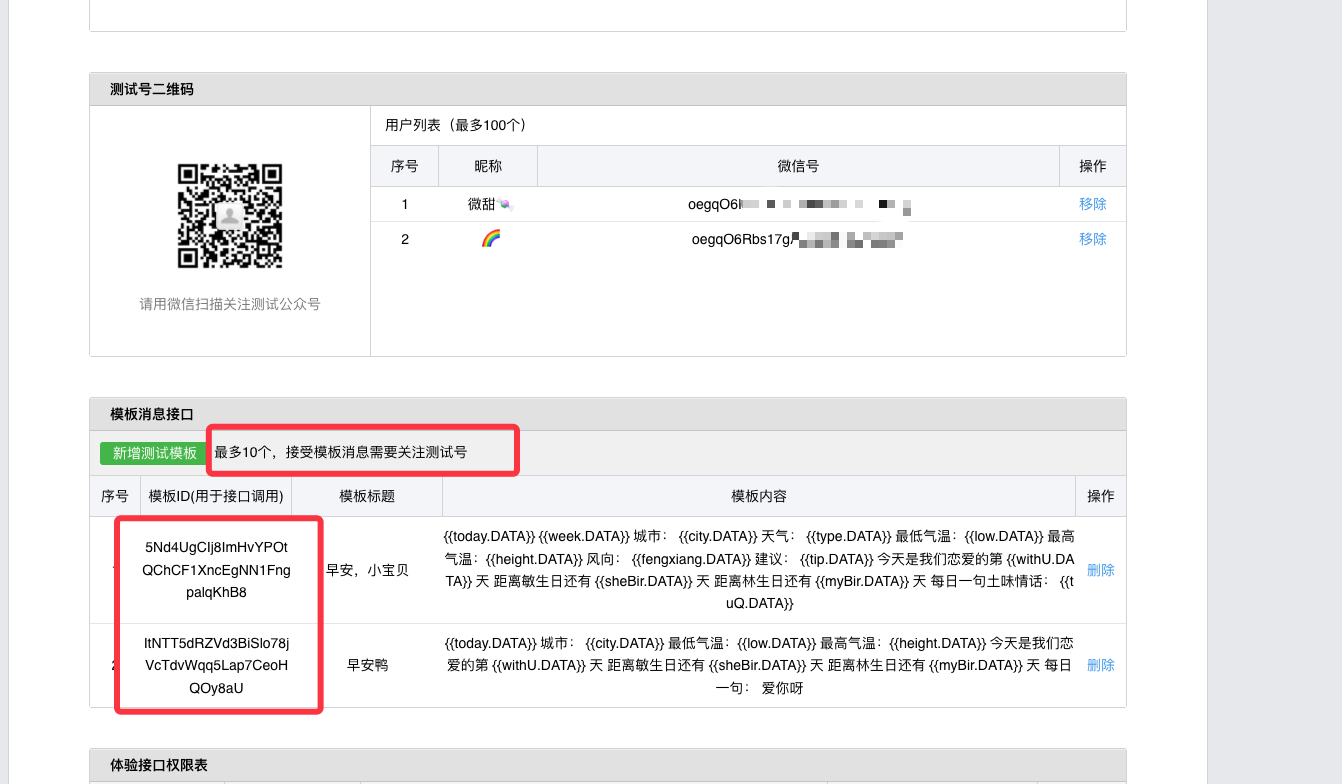 测试号二维码
请用微信扫描关注测试公众号
用户列表（最多100个）
序号 昵称 微信号 操作
1 微甜🍬 oegqO6 移除
2 🌈 oegqO6Rbs17g 移除
模板消息接口
新增测试模板 最多10个，接受模板消息需要关注测试号
序号 模板ID(用于接口调用) 模板标题 模板内容 操作
5Nd4UgCIj8ImHvYPOt
QChCF1XncEgNN1Fng
palqKhB8
早安，小宝贝
{{today.DATA}} {{week.DATA}} 城市： {{city.DATA}} 天气： {{type.DATA}} 最低气温：{{low.DATA}} 最高
气温：{{height.DATA}} 风向： {{fengxiang.DATA}} 建议： {{tip.DATA}} 今天是我们恋爱的第 {{withU.DA
TA}} 天 距离敏生日还有 {{sheBir.DATA}} 天 距离林生日还有 {{myBir.DATA}} 天 每日一句土味情话： {{t
uQ.DATA}}
删除
ItNTT5dRZVd3BiSlo78j
VcTdvWqq5Lap7CeoH
QOy8aU
早安鸭
{{today.DATA}} 城市： {{city.DATA}} 最低气温：{{low.DATA}} 最高气温：{{height.DATA}} 今天是我们恋
爱的第 {{withU.DATA}} 天 距离敏生日还有 {{sheBir.DATA}} 天 距离林生日还有 {{myBir.DATA}} 天 每日
一句： 爱你呀
删除
体验接口权限表